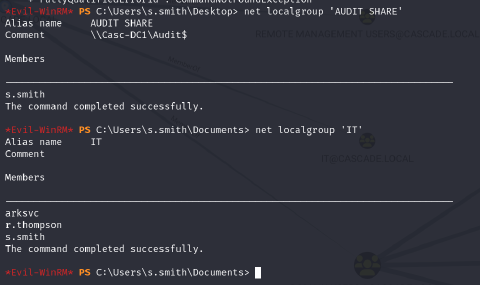 + FullyQualifiedErrorId : CommandNotFoundException
*Evil-WinRM* PS C:\Users\s.smith\Desktop> net localgroup 'AUDIT SHARE'
Alias name     AUDIT SHARE
Comment        \\Casc-DC1\Audit$
REMOTE MANAGEMENT USERS@CASCADE.LOCAL
Members
s.smith
The command completed successfully.
*Evil-WinRM* PS C:\Users\s.smith\Documents> net localgroup 'IT'
Alias name     IT
Comment
IT@CASCADE.LOCAL
Members
arksvc
r.thompson
s.smith
The command completed successfully.
*Evil-WinRM* PS C:\Users\s.smith\Documents>